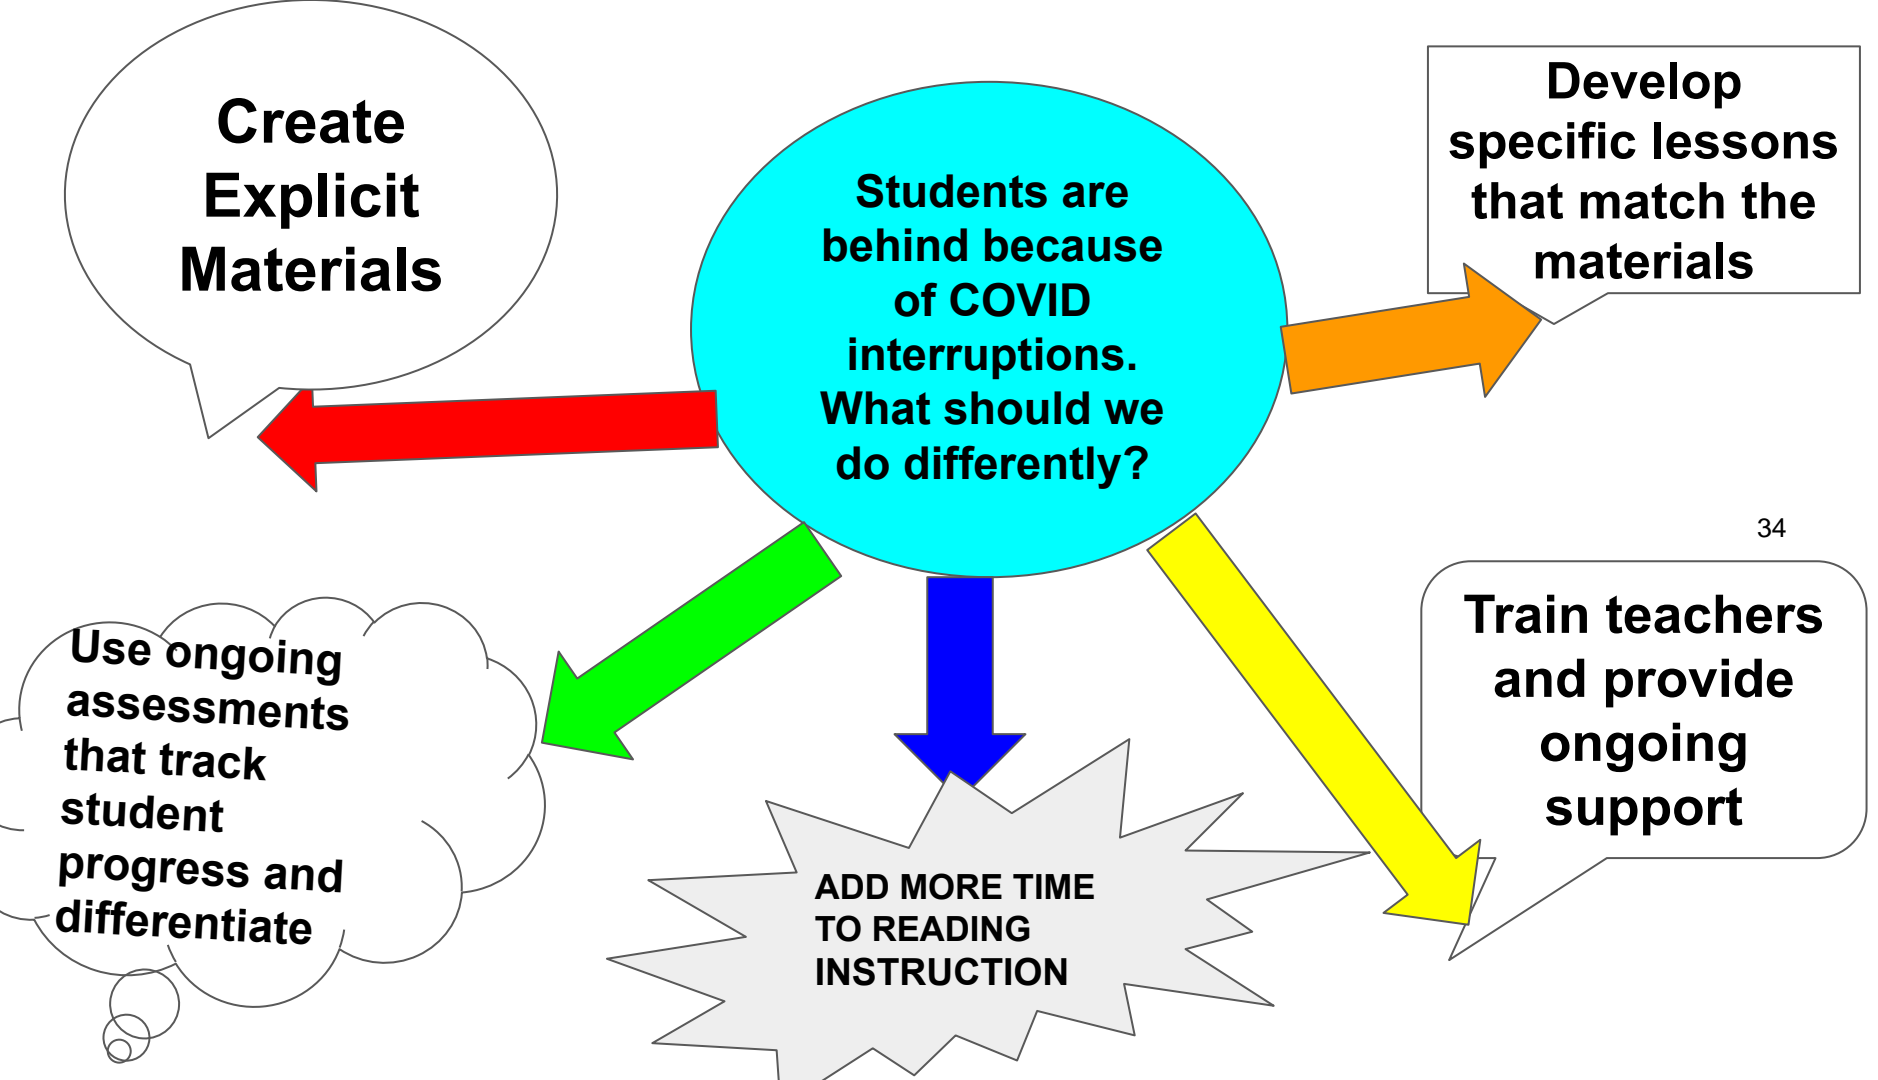 Create
Explicit
Materials
Students are
behind because
of COVID
interruptions.
What should we
do differently?
Develop
specific lessons
that match the
materials
34
Use ongoing
assessments
that track
student
progress and
differentiate
ADD MORE TIME
TO READING
INSTRUCTION
Train teachers
and provide
ongoing
support